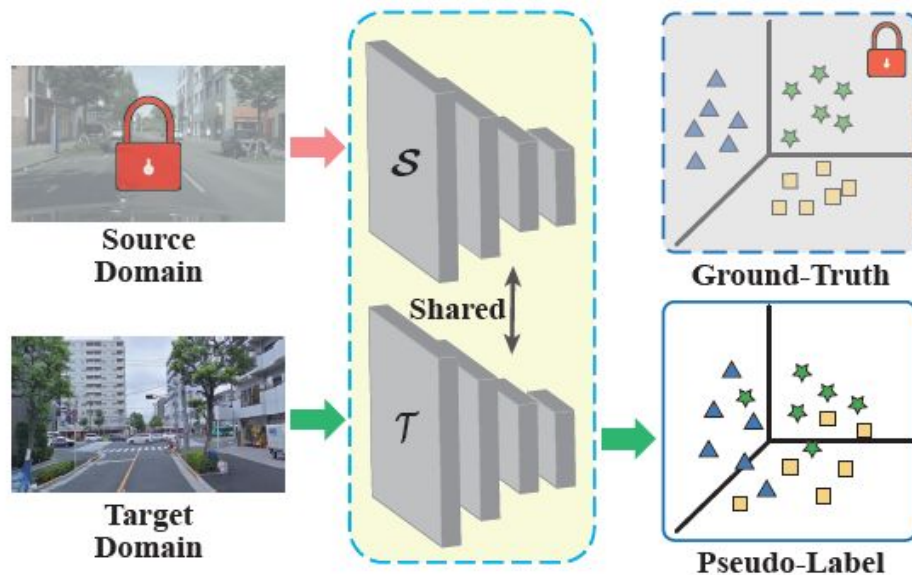 Source
Domain
S
Ground-Truth
Shared
T
Target
Domain
Pseudo-Label